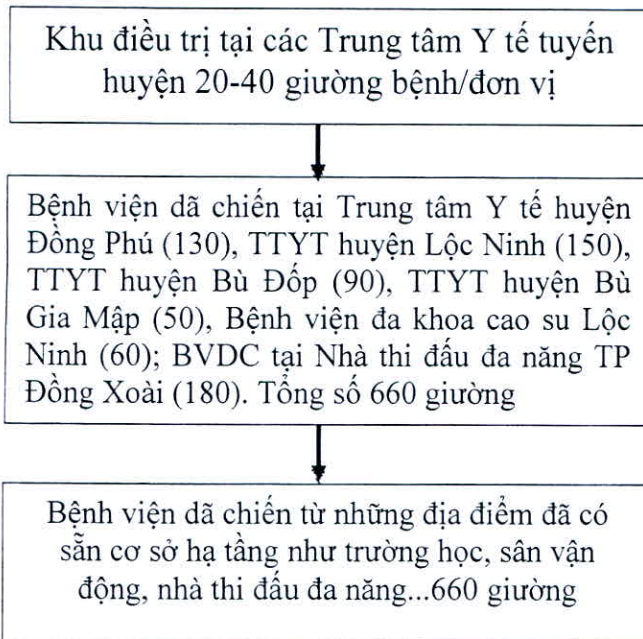 Khu điều trị tại các Trung tâm Y tế tuyến
huyện 20-40 giường bệnh/đơn vị
Bệnh viện dã chiến tại Trung tâm Y tế huyện
Đồng Phú (130), TTYT huyện Lộc Ninh (150),
TTYT huyện Bù Đốp (90), TTYT huyện Bù
Gia Mập (50), Bệnh viện đa khoa cao su Lộc
Ninh (60); BVDC tại Nhà thi đấu đa năng TP
Đồng Xoài (180). Tổng số 660 giường
Bệnh viện dã chiến từ những địa điểm đã có
sẵn cơ sở hạ tầng như trường học, sân vận
động, nhà thi đấu đa năng...660 giường